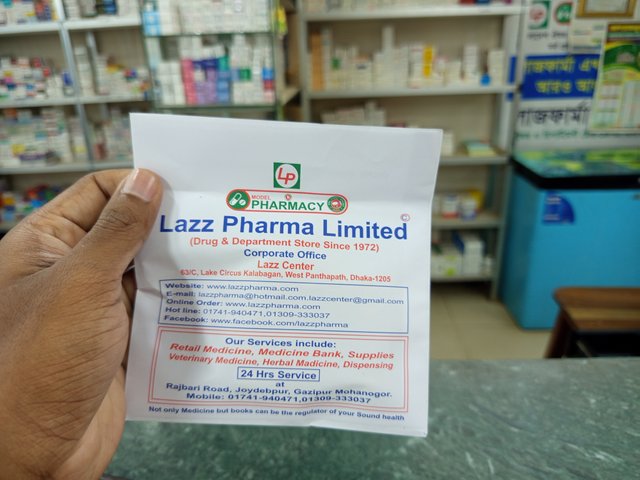 LP
MODEL
PHARMACY
Lazz Pharma Limited
(Drug & Department Store Since 1972)
Corporate Office
Lazz Center
63/C, Lake Circus Kalabagan, West Panthapath, Dhaka-1205
Website: www.lazzpharma.com
E-mail: lazzpharma@hotmail.com.lazzcenter@gmail.com
Online Order: www.lazzpharma.com
Hot line: 01741-940471,01309-333037
Facebook: www.facebook.com/lazzpharma
Our Services include:
Retail Medicine, Medicine Bank, Supplies
Veterinary Medicine, Herbal Madicine, Dispensing
24 Hrs Service
at
Rajbari Road, Joydebpur, Gazipur Mohanogor.
Mobile: 01741-940471,01309-333037
Not only Medicine but books can be the regulator of your Sound health